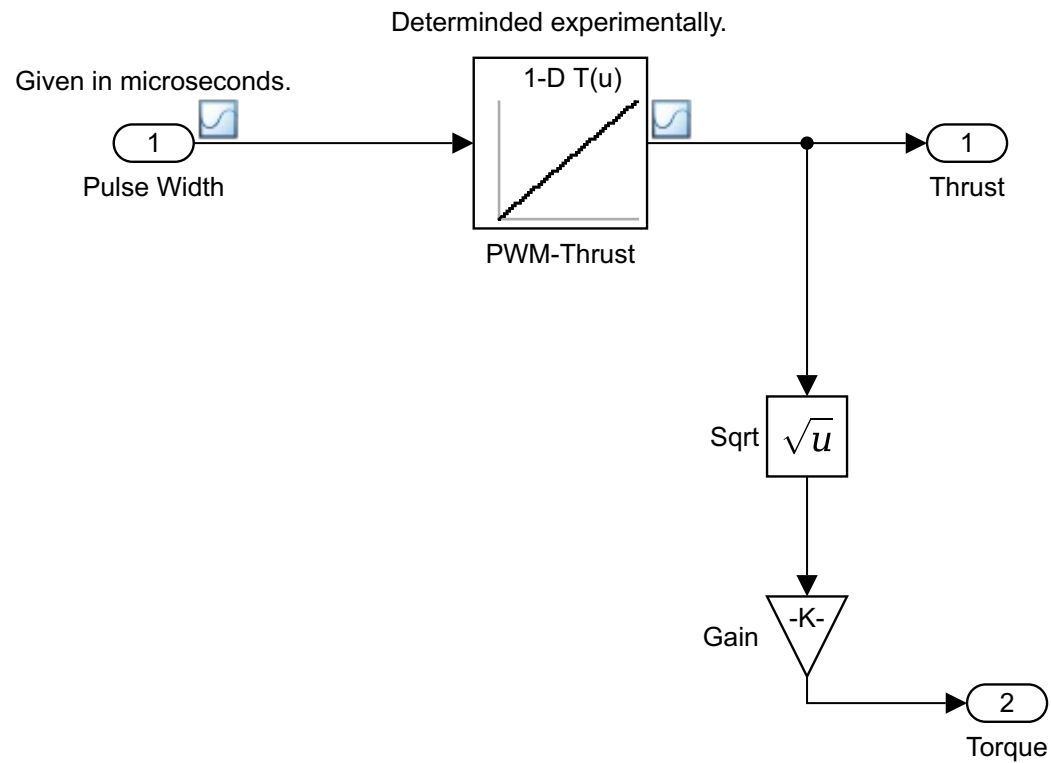 Determinded experimentally.
Given in microseconds.
1-D T(u)
1
1
Pulse Width
Thrust
PWM-Thrust
Sqrt
√u
-K-
Gain
2
Torque